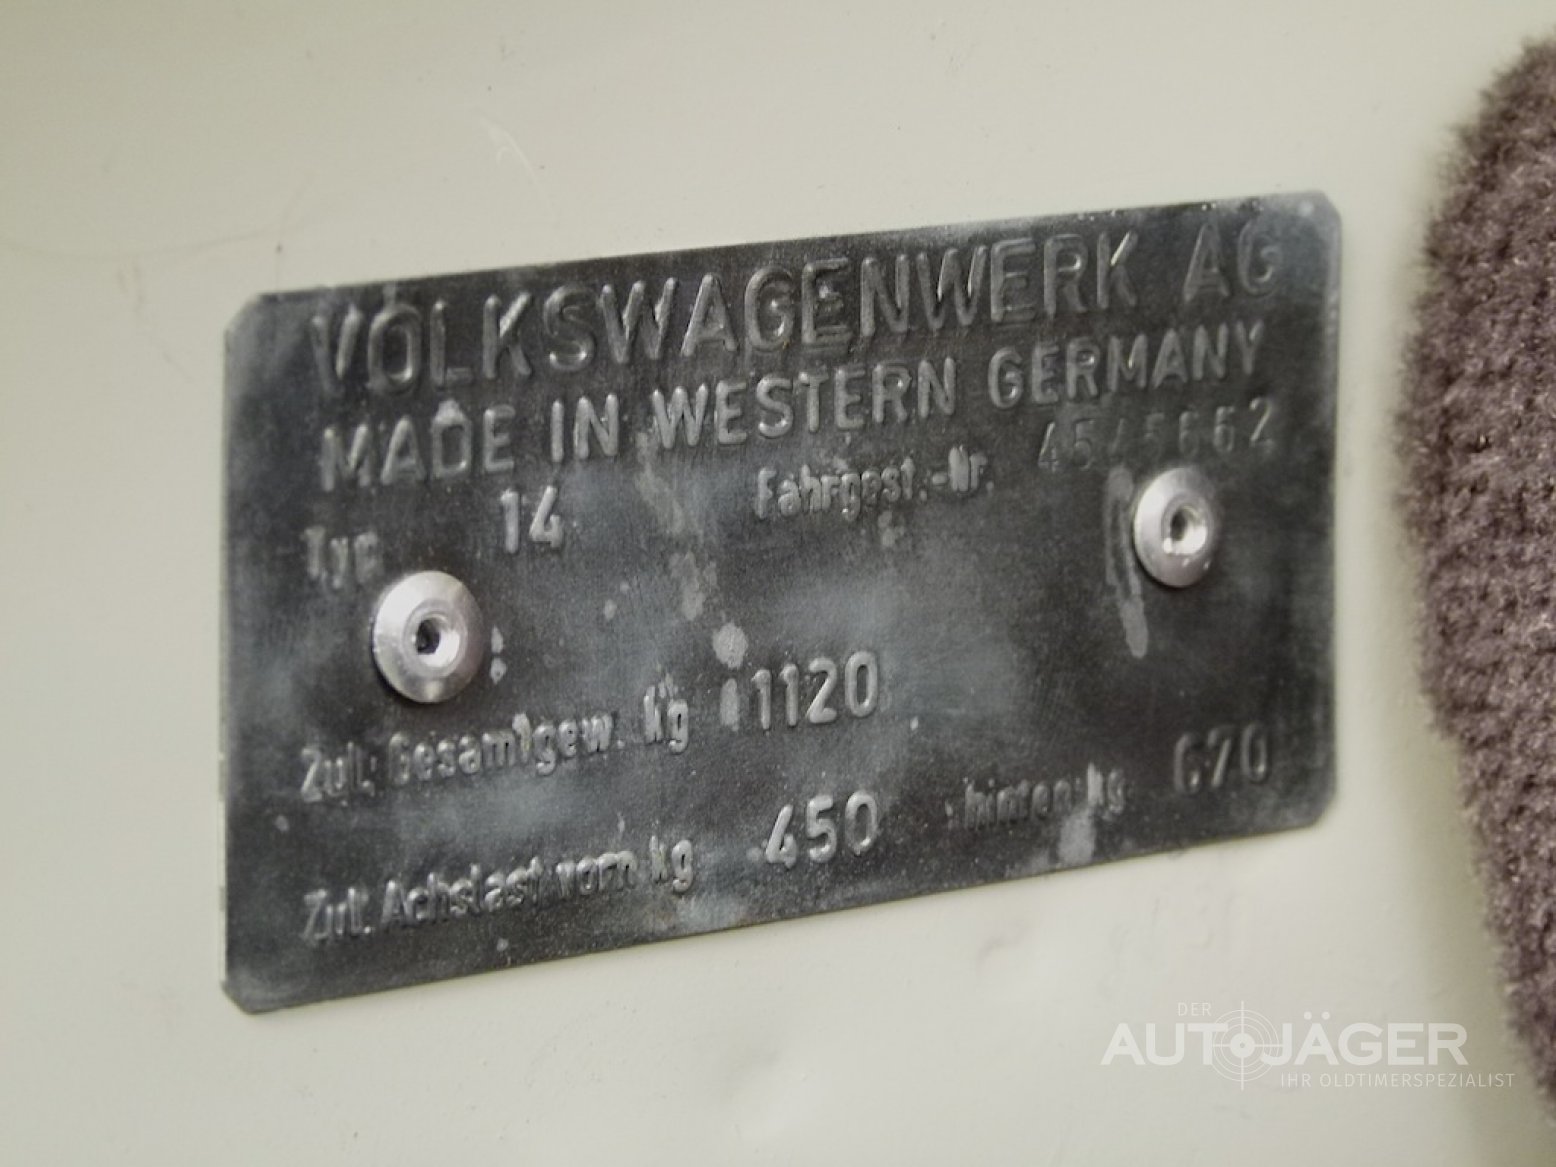 VOLKSWAGENWERK AG
MADE IN WESTERN GERMANY
Typ 14 Fahrgest.-Nr. 4545662
Zul. Gesamtgew. kg 1120
Zul. Achslast vorn kg 450 hinten kg 670
DER
AUTOJÄGER
IHR OLDTIMERSPEZIALIST